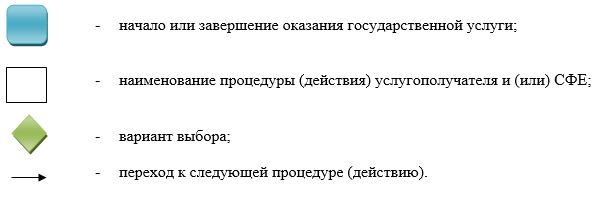 - начало или завершение оказания государственной услуги;
- наименование процедуры (действия) услугополучателя и (или) СФЕ;
- вариант выбора;
- переход к следующей процедуре (действию).